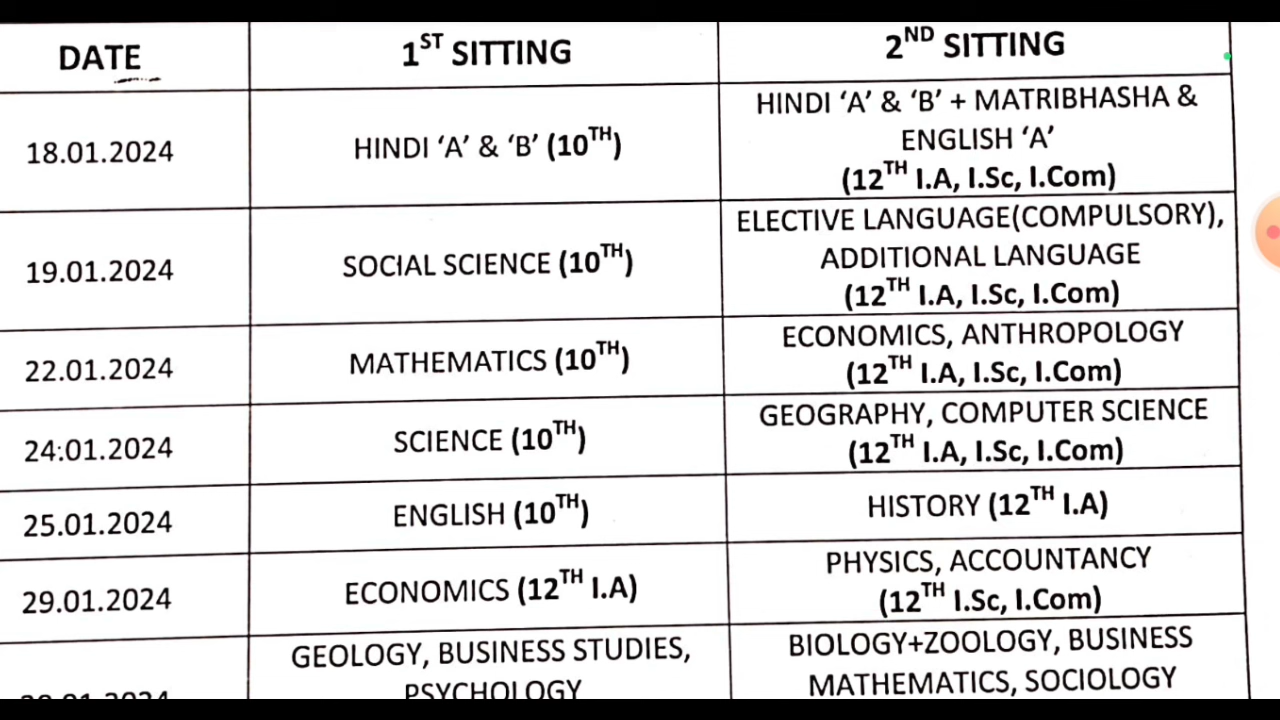 DATE 1ST SITTING 2ND SITTING
18.01.2024 HINDI ‘A’ & ‘B’ (10TH) HINDI ‘A’ & ‘B’ + MATRIBHASHA &
ENGLISH ‘A’
(12TH I.A, I.Sc, I.Com)
19.01.2024 SOCIAL SCIENCE (10TH) ELECTIVE LANGUAGE(COMPULSORY),
ADDITIONAL LANGUAGE
(12TH I.A, I.Sc, I.Com)
22.01.2024 MATHEMATICS (10TH) ECONOMICS, ANTHROPOLOGY
(12TH I.A, I.Sc, I.Com)
24:01.2024 SCIENCE (10TH) GEOGRAPHY, COMPUTER SCIENCE
(12TH I.A, I.Sc, I.Com)
25.01.2024 ENGLISH (10TH) HISTORY (12TH I.A)
29.01.2024 ECONOMICS (12TH I.A) PHYSICS, ACCOUNTANCY
(12TH I.Sc, I.Com)
GEOLOGY, BUSINESS STUDIES, BIOLOGY+ZOOLOGY, BUSINESS
PSYCHOLOGY MATHEMATICS, SOCIOLOGY